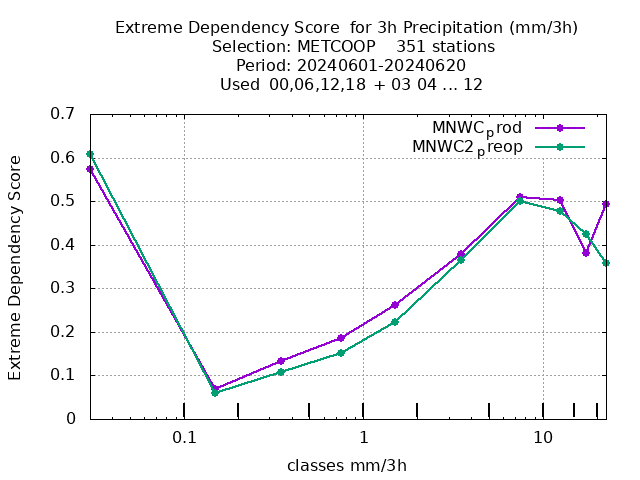 Extreme Dependency Score  for 3h Precipitation (mm/3h)
Selection: METCOOP    351 stations
Period: 20240601-20240620
Used  00,06,12,18 + 03 04 ... 12
MNWCprod
MNWC2preop
Extreme Dependency Score
0.7
0.6
0.5
0.4
0.3
0.2
0.1
0
0.1 1 10
classes mm/3h